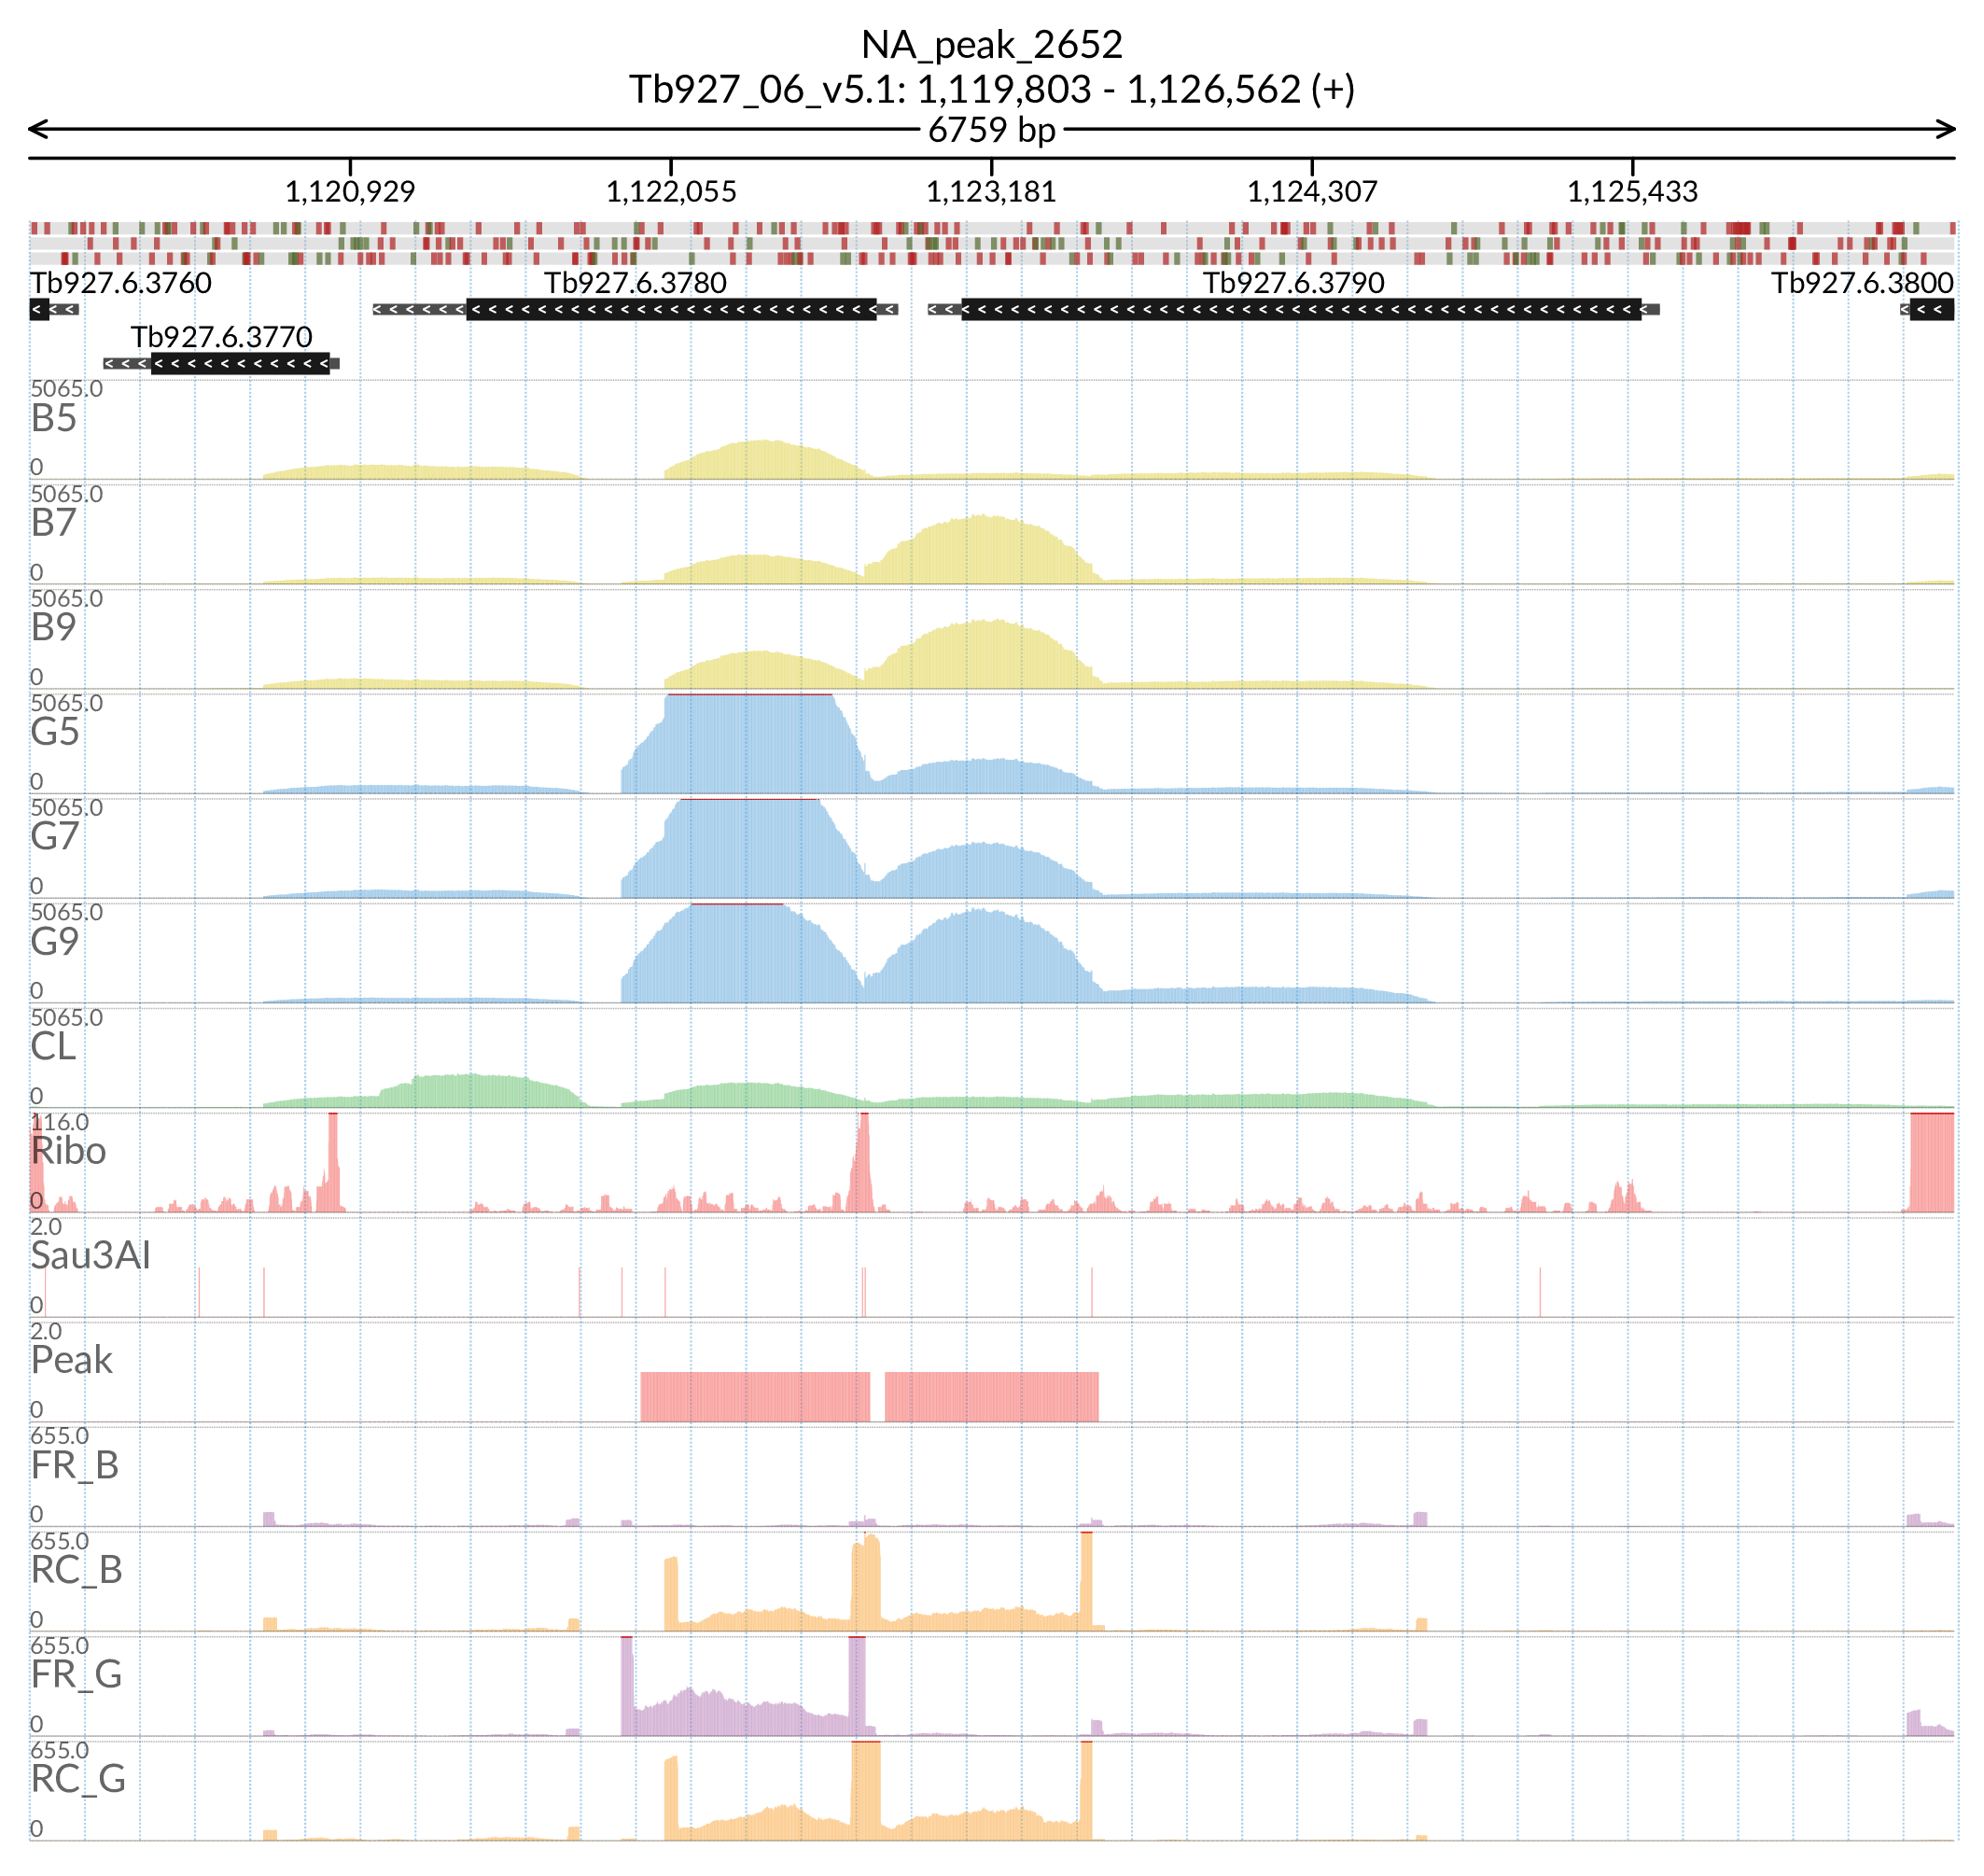 NA_peak_2652
Tb927_06_v5.1: 1,119,803 - 1,126,562 (+)
6759 bp
1,120,929 1,122,055 1,123,181 1,124,307 1,125,433
Tb927.6.3760 Tb927.6.3780 Tb927.6.3790 Tb927.6.3800
Tb927.6.3770
5065.0
B5
0
5065.0
B7
0
5065.0
B9
0
5065.0
G5
0
5065.0
G7
0
5065.0
G9
0
5065.0
CL
0
116.0
Ribo
0
2.0
Sau3AI
0
2.0
Peak
0
655.0
FR_B
0
655.0
RC_B
0
655.0
FR_G
0
655.0
RC_G
0